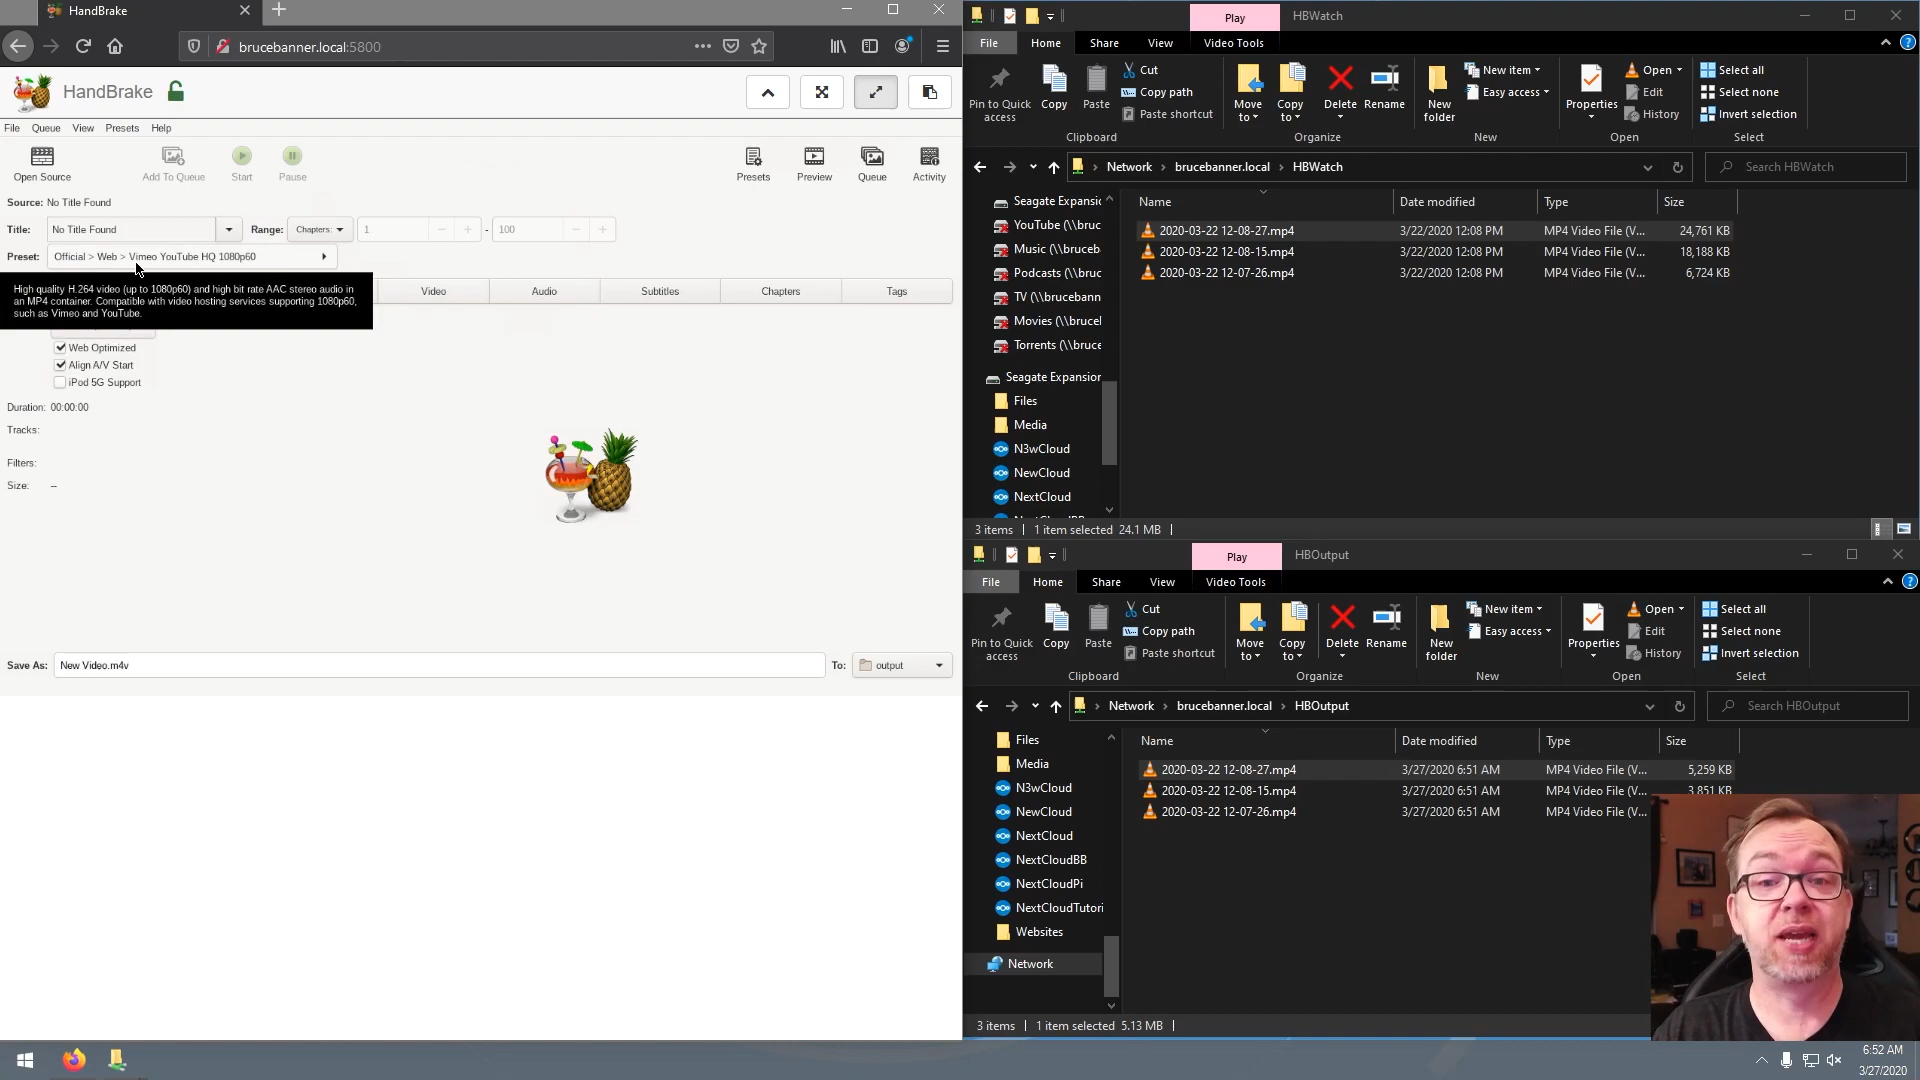 HandBrake
brucebanner.local:5800
HandBrake
File Queue View Presets Help
Open Source Add To Queue Start Pause Presets Preview Queue Activity
Source: No Title Found
Title: No Title Found Range: Chapters: 1 - 100
Preset: Official > Web > Vimeo YouTube HQ 1080p60
High quality H.264 video (up to 1080p60) and high bit rate AAC stereo audio in
an MP4 container. Compatible with video hosting services supporting 1080p60,
such as Vimeo and YouTube.
Video Audio Subtitles Chapters Tags
Web Optimized
Align A/V Start
iPod 5G Support
Duration: 00:00:00
Tracks:
Filters:
Size: --
Save As: New Video.m4v To: output
Play HBWatch
File Home Share View Video Tools
Pin to Quick access
Copy
Paste
Cut
Copy path
Paste shortcut
Move to
Copy to
Delete
Rename
New folder
New item
Easy access
Properties
Open
Edit
History
Select all
Select none
Invert selection
Clipboard Organize New Open Select
Network > brucebanner.local > HBWatch Search HBWatch
Name Date modified Type Size
2020-03-22 12-08-27.mp4 3/22/2020 12:08 PM MP4 Video File (V... 24,761 KB
2020-03-22 12-08-15.mp4 3/22/2020 12:08 PM MP4 Video File (V... 18,188 KB
2020-03-22 12-07-26.mp4 3/22/2020 12:08 PM MP4 Video File (V... 6,724 KB
Seagate Expansio
YouTube (\\bruc
Music (\\bruceb
Podcasts (\\bruc
TV (\\brucebann
Movies (\\brucel
Torrents (\\bruce
Seagate Expansior
Files
Media
N3wCloud
NewCloud
NextCloud
3 items 1 item selected 24.1 MB
Play HBOutput
File Home Share View Video Tools
Pin to Quick access
Copy
Paste
Cut
Copy path
Paste shortcut
Move to
Copy to
Delete
Rename
New folder
New item
Easy access
Properties
Open
Edit
History
Select all
Select none
Invert selection
Clipboard Organize New Open Select
Network > brucebanner.local > HBOutput Search HBOutput
Name Date modified Type Size
2020-03-22 12-08-27.mp4 3/27/2020 6:51 AM MP4 Video File (V... 5,259 KB
2020-03-22 12-08-15.mp4 3/27/2020 6:51 AM MP4 Video File (V... 3,851 KB
2020-03-22 12-07-26.mp4 3/27/2020 6:51 AM MP4 Video File (V...
Files
Media
N3wCloud
NewCloud
NextCloud
NextCloudBB
NextCloudPi
NextCloudTutori
Websites
Network
3 items 1 item selected 5.13 MB
6:52 AM
3/27/2020